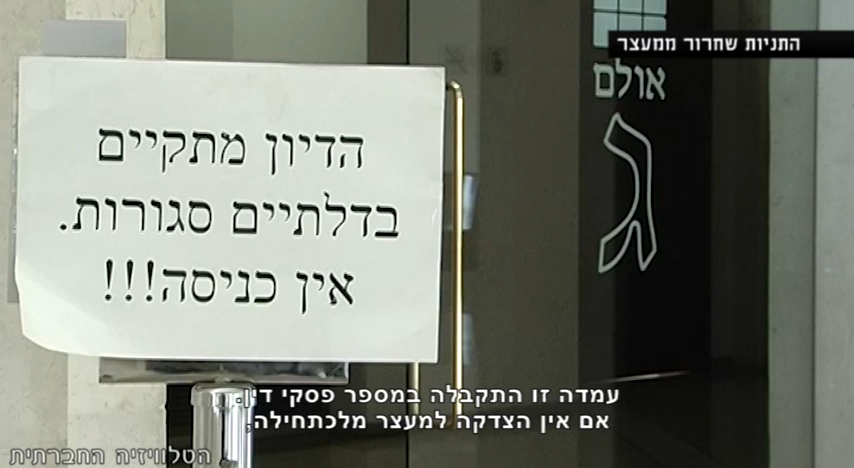 התניות שחרור ממעצר
אולם
ג
הדיון מתקיים
בדלתיים סגורות.
אין כניסה!!!
עמדה זו התקבלה במספר פסקי דין.
אם אין הצדקה למעצר מלכתחילה,
הטלוויזיה החברתית